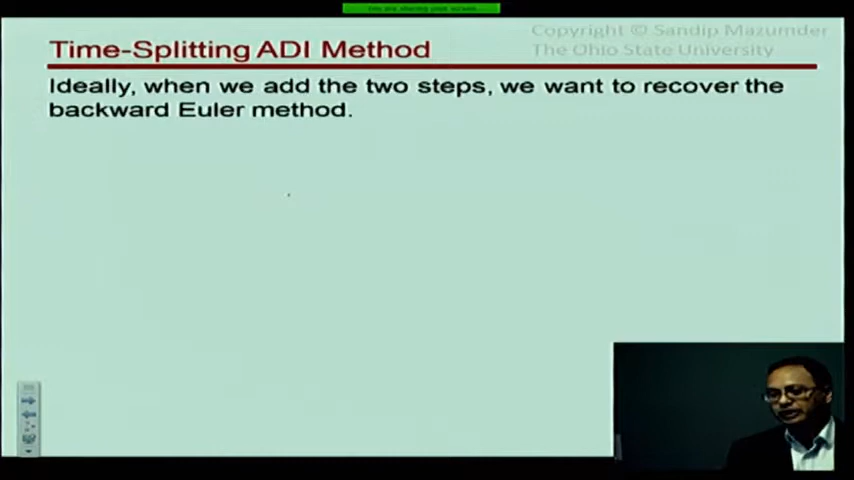 Copyright © Sandip Mazumder
Time-Splitting ADI Method
The Ohio State University
Ideally, when we add the two steps, we want to recover the
backward Euler method.